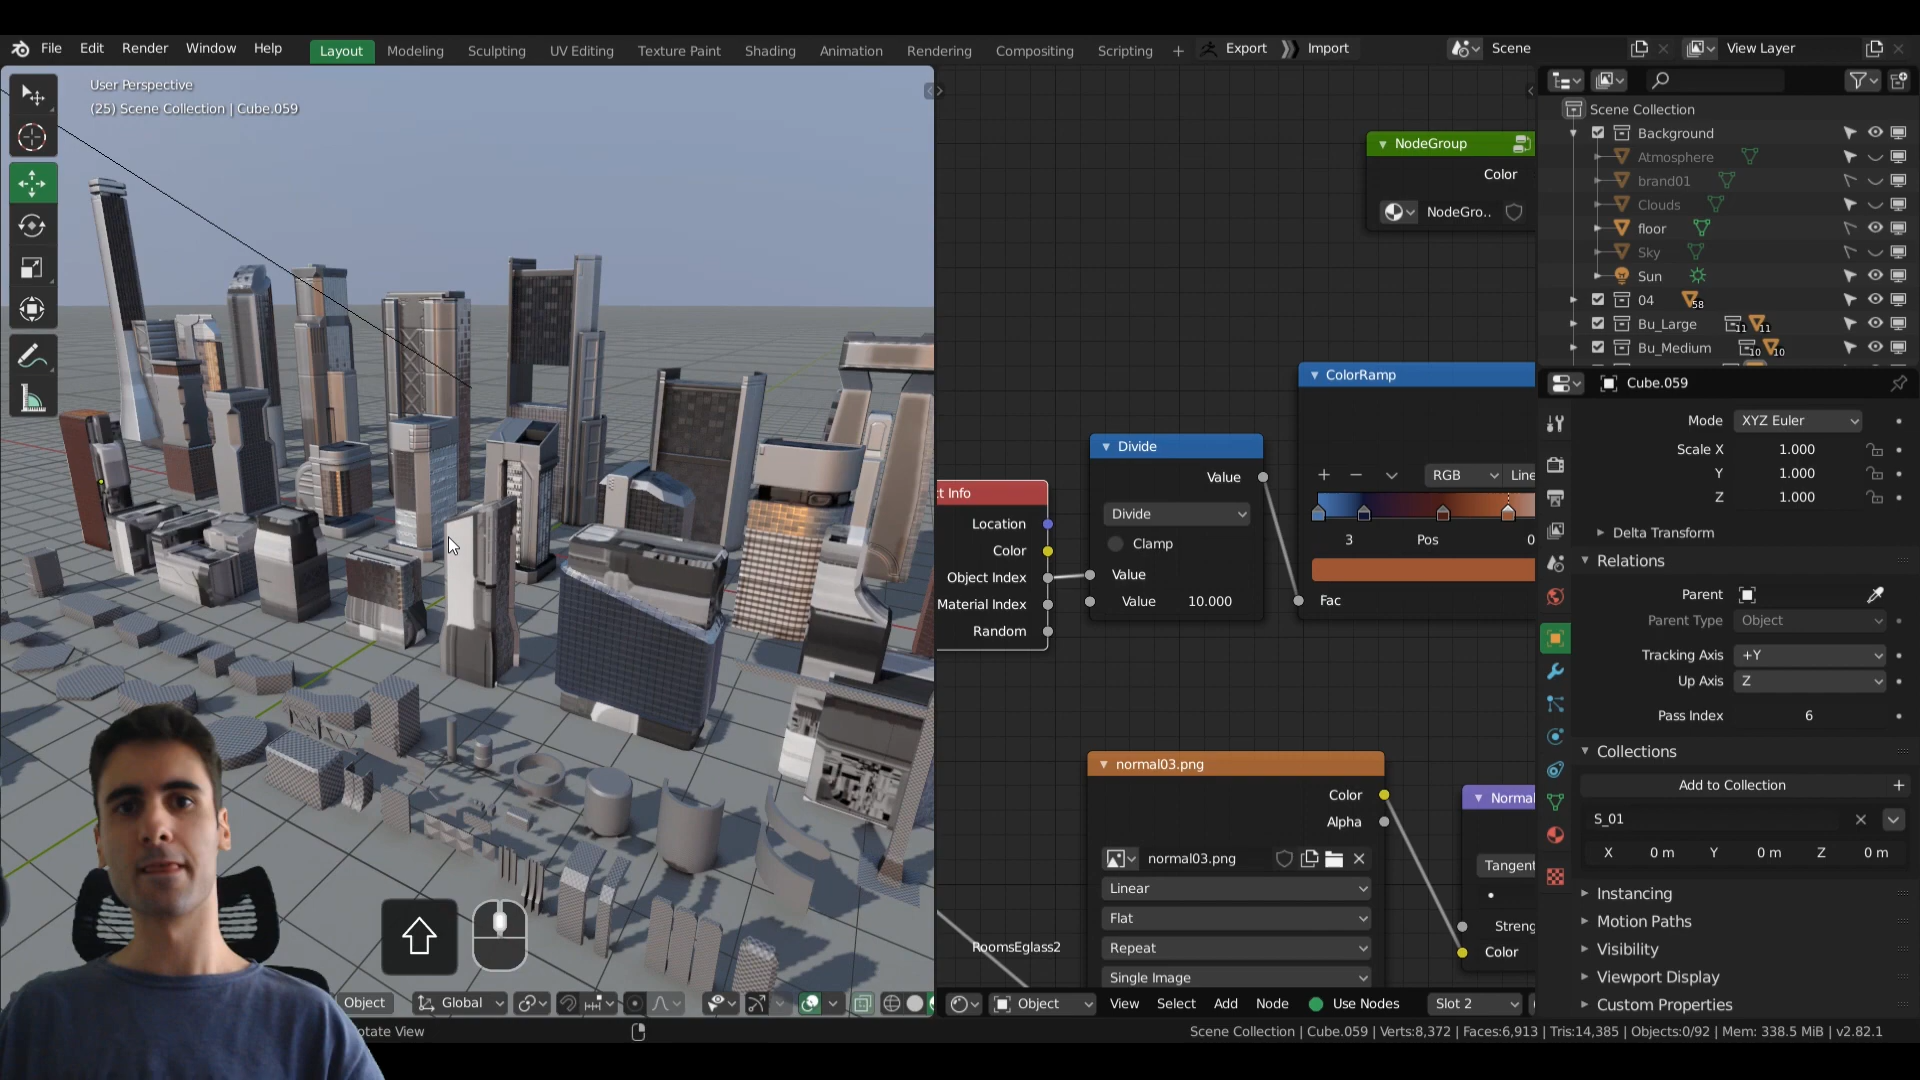 File Edit Render Window Help Layout Modeling Sculpting UV Editing Texture Paint Shading Animation Rendering Compositing Scripting + Export Import Scene View Layer
User Perspective
(25) Scene Collection | Cube.059
NodeGroup
Color
NodeGro..
ColorRamp
RGB
Line
3
Pos
0
Fac
Divide
Value
Divide
Clamp
Value
Value 10.000
t Info
Location
Color
Object Index
Material Index
Random
normal03.png
Color
Alpha
normal03.png
Linear
Flat
Repeat
Single Image
Normal
Tangent
Streng
Color
RoomsEglass2
Scene Collection
Background
Atmosphere
brand01
Clouds
floor
Sky
Sun
04 58
Bu_Large 11 11
Bu_Medium 10 10
Cube.059
Mode XYZ Euler
Scale X 1.000
Y 1.000
Z 1.000
Delta Transform
Relations
Parent
Parent Type Object
Tracking Axis +Y
Up Axis Z
Pass Index 6
Collections
Add to Collection +
S_01
X 0 m Y 0 m Z 0 m
Instancing
Motion Paths
Visibility
Viewport Display
Custom Properties
Object Global
Object View Select Add Node Use Nodes Slot 2
otate View
Scene Collection | Cube.059 | Verts:8,372 | Faces:6,913 | Tris:14,385 | Objects:0/92 | Mem: 338.5 MiB | v2.82.1